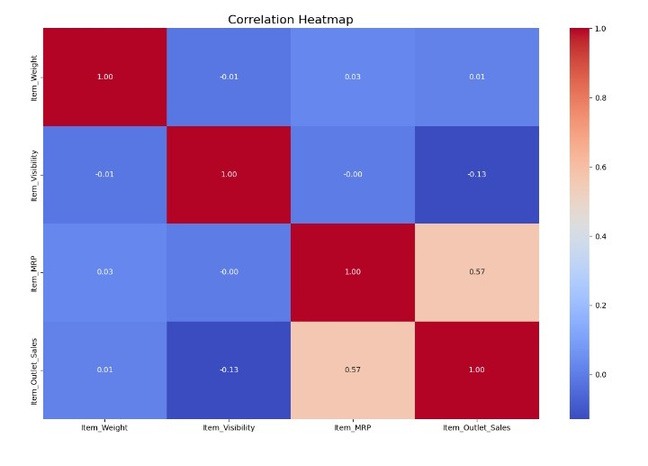 Correlation Heatmap
Item_Weight
1.00
-0.01
0.03
0.01
Item_Visibility
-0.01
1.00
-0.00
-0.13
Item_MRP
0.03
-0.00
1.00
0.57
Item_Outlet_Sales
0.01
-0.13
0.57
1.00
Item_Weight
Item_Visibility
Item_MRP
Item_Outlet_Sales
1.0
0.8
0.6
0.4
0.2
0.0